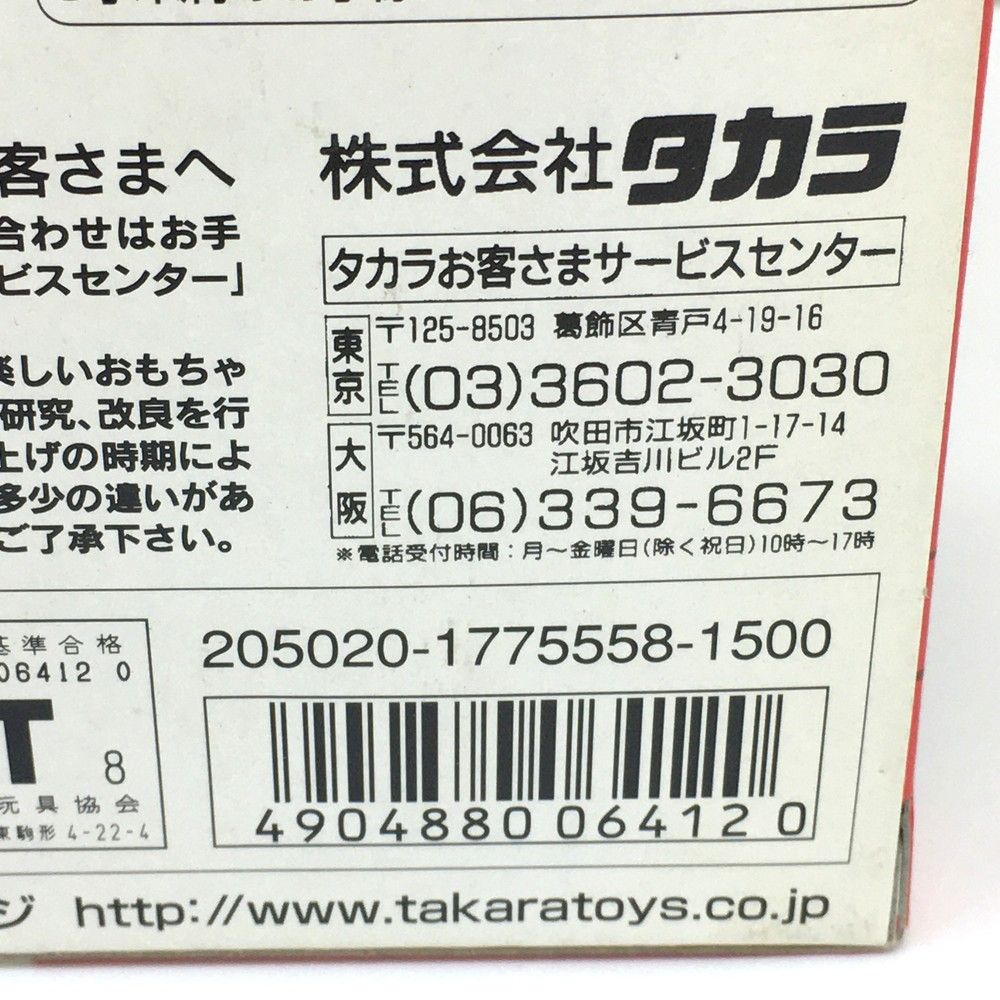 客さまへ
合わせはお手
ビスセンター」
楽しいおもちゃ
研究、改良を行
上げの時期によ
多少の違いがあ
ご了承下さい。
株式会社タカラ
タカラお客さまサービスセンター
東京 〒125-8503 葛飾区青戸4-19-16
TEL (03)3602-3030
大阪 〒564-0063 吹田市江坂町1-17-14
江坂吉川ビル2F
TEL (06)339-6673
※電話受付時間：月～金曜日(除く祝日)10時～17時
基準合格
06412 0
T 8
玩具協会
東駒形 4-22-4
205020-1775558-1500
4904880064120
ジ http://www.takaratoys.co.jp